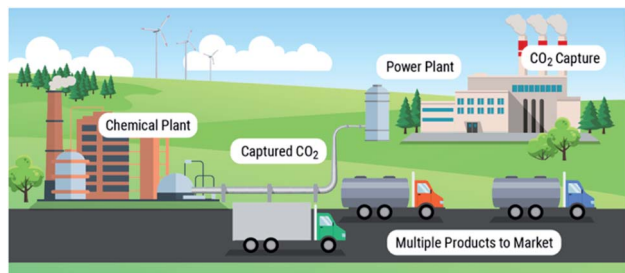 Power Plant
CO₂ Capture
Chemical Plant
Captured CO₂
Multiple Products to Market